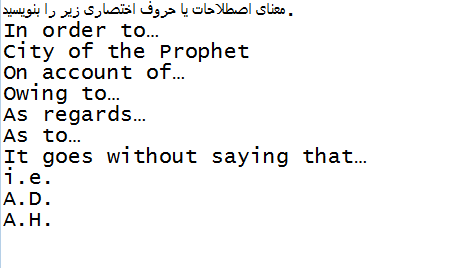 معنای اصطلاحات یا حروف اختصاری زیر را بنویسید.
In order to…
City of the Prophet
On account of…
Owing to…
As regards…
As to…
It goes without saying that…
i.e.
A.D.
A.H.